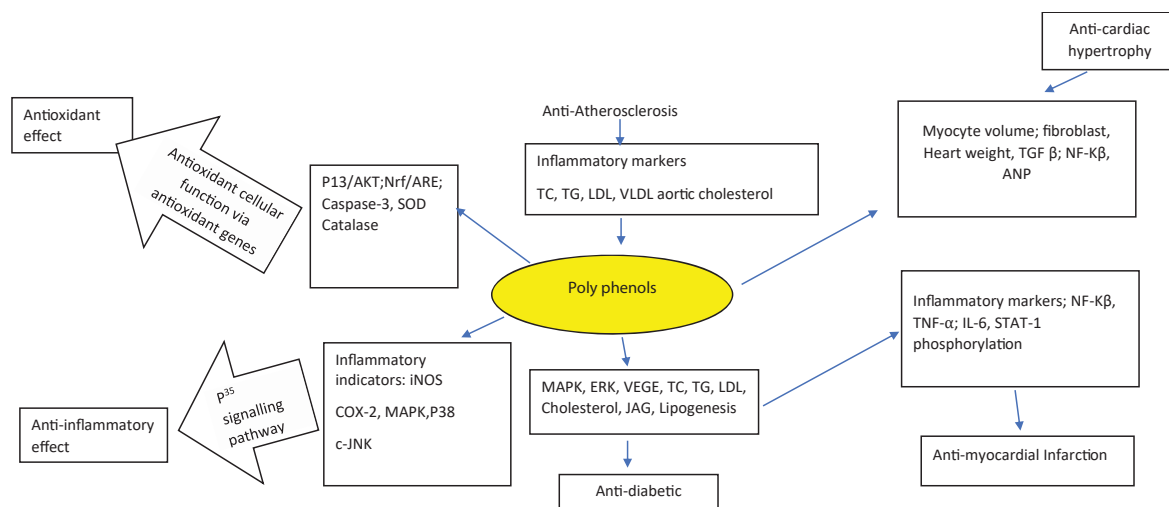 Anti-cardiac
hypertrophy
Antioxidant
effect
Antioxidant cellular
function via
antioxidant genes
P13/AKT;Nrf/ARE;
Caspase-3, SOD
Catalase
Anti-Atherosclerosis
Inflammatory markers
TC, TG, LDL, VLDL aortic cholesterol
Myocyte volume; fibroblast,
Heart weight, TGF β; NF-Kβ,
ANP
Poly phenols
Inflammatory markers; NF-Kβ,
TNF-α; IL-6, STAT-1
phosphorylation
Anti-inflammatory
effect
P³⁵
signalling
pathway
Inflammatory
indicators: iNOS
COX-2, MAPK,P38
c-JNK
MAPK, ERK, VEGE, TC, TG, LDL,
Cholesterol, JAG, Lipogenesis
Anti-diabetic
Anti-myocardial Infarction